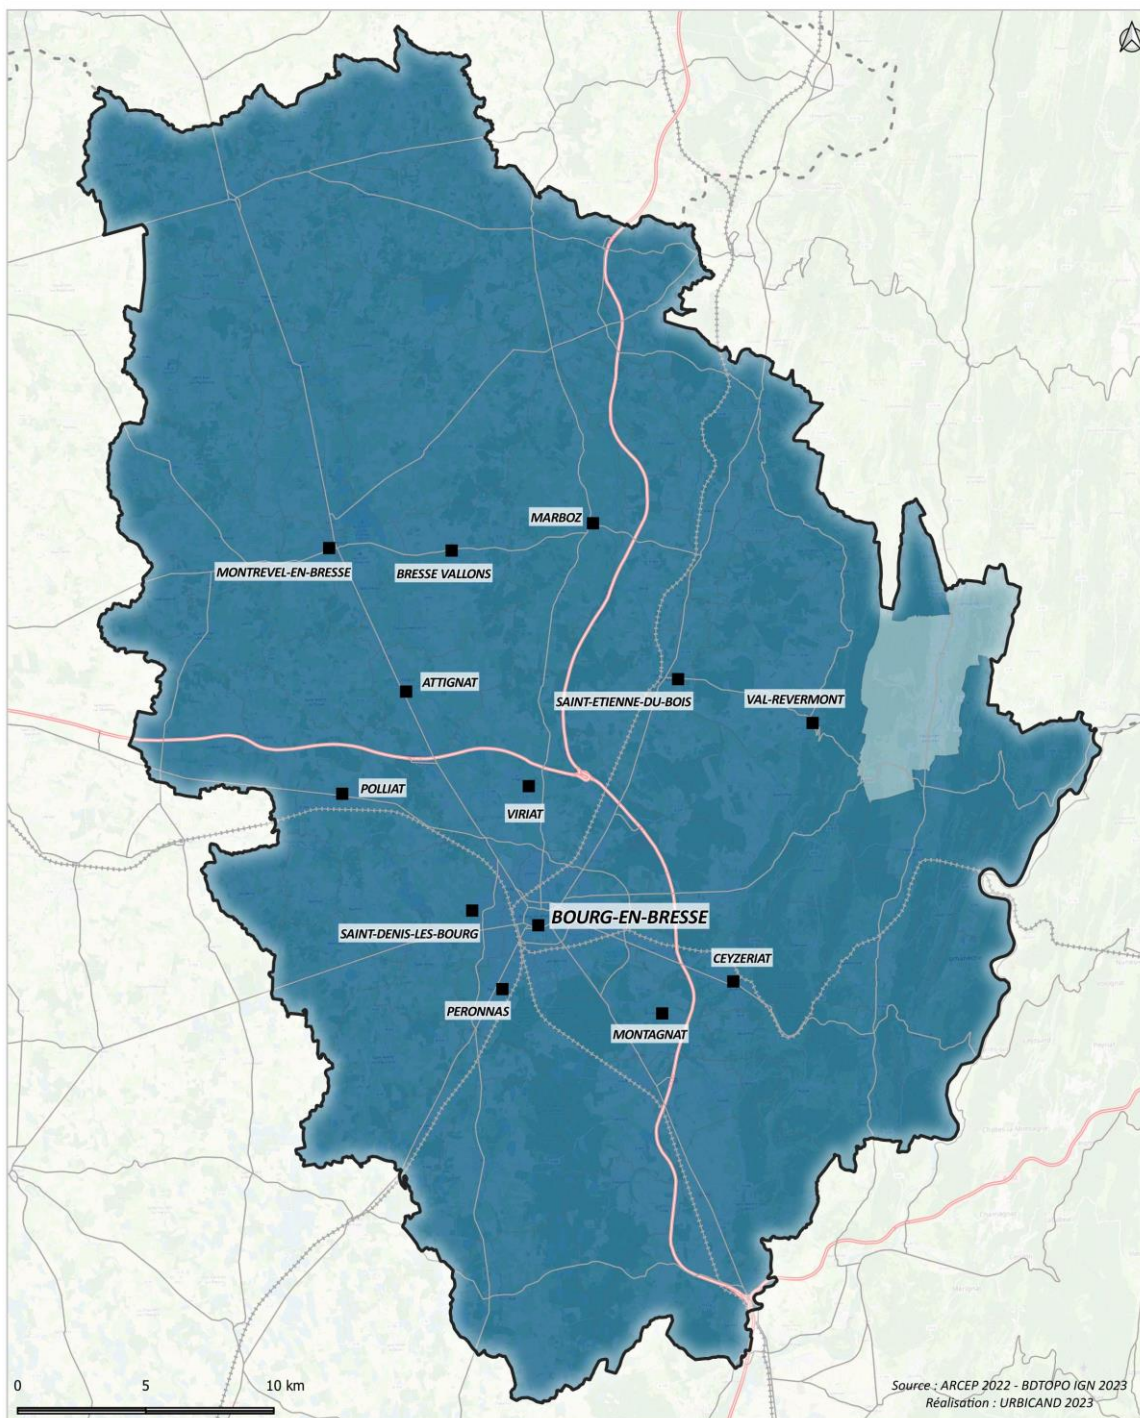 MARBOZ
MONTREVEL-EN-BRESSE
BRESSE VALLONS
ATTIGNAT
SAINT-ETIENNE-DU-BOIS
VAL-REVERMONT
POLLIAT
VIRIAT
BOURG-EN-BRESSE
SAINT-DENIS-LES-BOURG
CEYZERIAT
PERONNAS
MONTAGNAT
0 5 10 km
Source : ARCEP 2022 - BDTOPO IGN 2023
Réalisation : URBICAND 2023